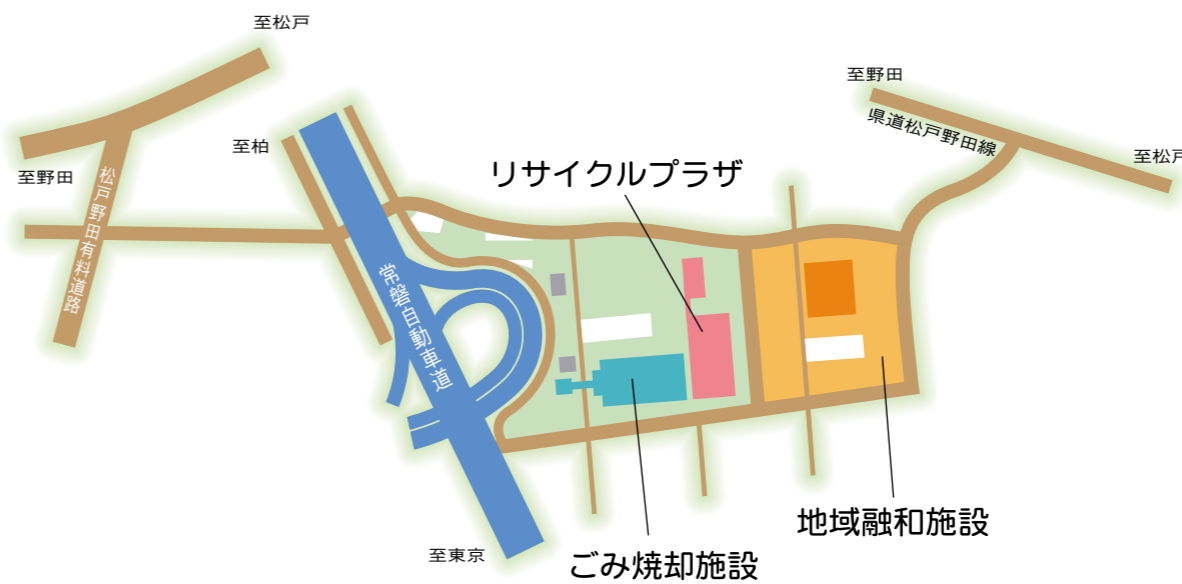 至松戸
至野田
至柏
県道松戸野田線
至松戸
リサイクルプラザ
至野田
松戸野田有料道路
常磐自動車道
地域融和施設
至東京
ごみ焼却施設